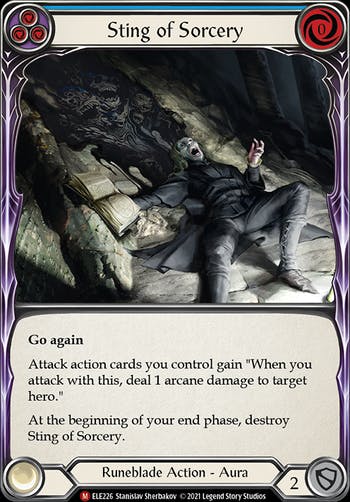 Sting of Sorcery
0
Go again
Attack action cards you control gain "When you
attack with this, deal 1 arcane damage to target
hero."
At the beginning of your end phase, destroy
Sting of Sorcery.
Runeblade Action - Aura
2
M ELE226 Stanislav Sherbakov © 2021 Legend Story Studios